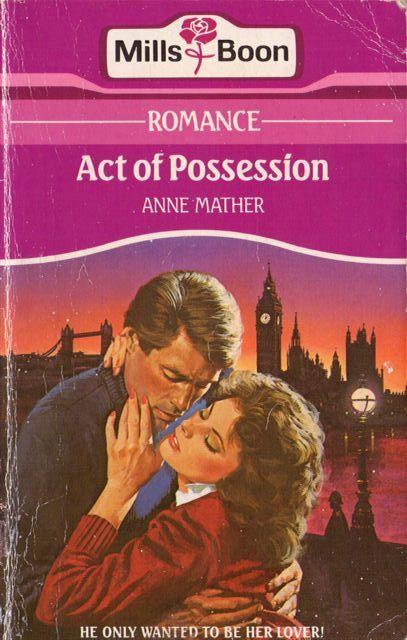 Mills & Boon
ROMANCE
Act of Possession
ANNE MATHER
HE ONLY WANTED TO BE HER LOVER!